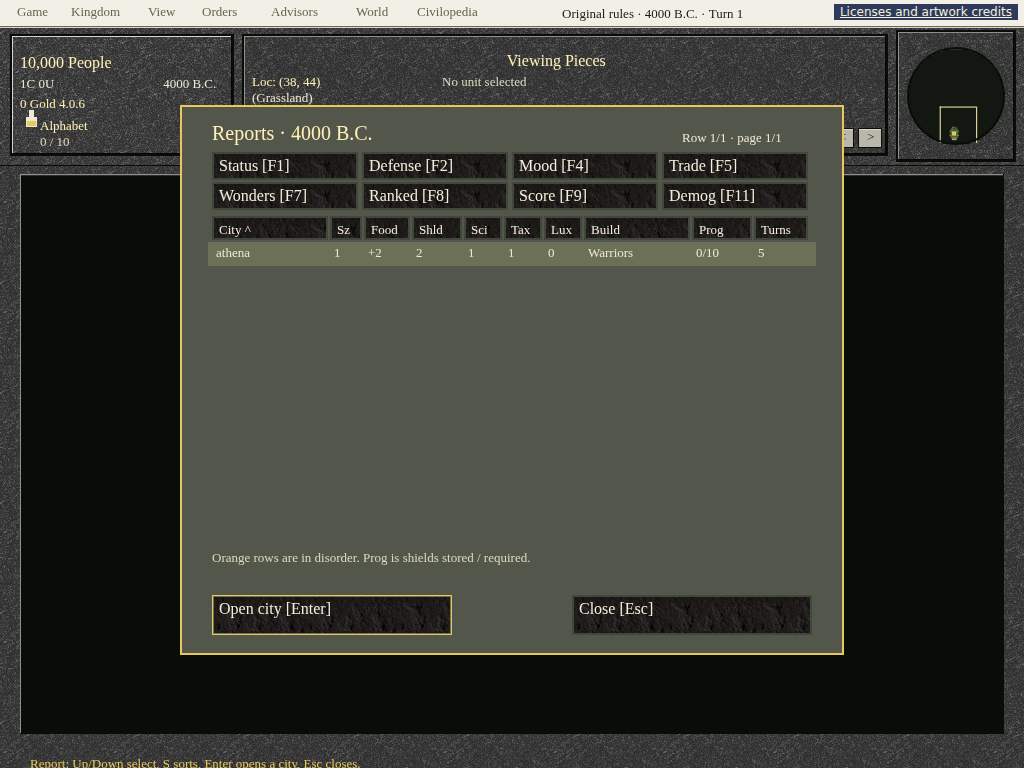 Game Kingdom View Orders Advisors World Civilopedia Original rules · 4000 B.C. · Turn 1 Licenses and artwork credits
10,000 People
1C 0U 4000 B.C.
0 Gold 4.0.6
Alphabet
0 / 10
Viewing Pieces
Loc: (38, 44) No unit selected
(Grassland)
>
Reports · 4000 B.C. Row 1/1 · page 1/1
Status [F1] Defense [F2] Mood [F4] Trade [F5]
Wonders [F7] Ranked [F8] Score [F9] Demog [F11]
City ^ Sz Food Shld Sci Tax Lux Build Prog Turns
athena 1 +2 2 1 1 0 Warriors 0/10 5
Orange rows are in disorder. Prog is shields stored / required.
Open city [Enter] Close [Esc]
Report: Up/Down select, S sorts, Enter opens a city, Esc closes.